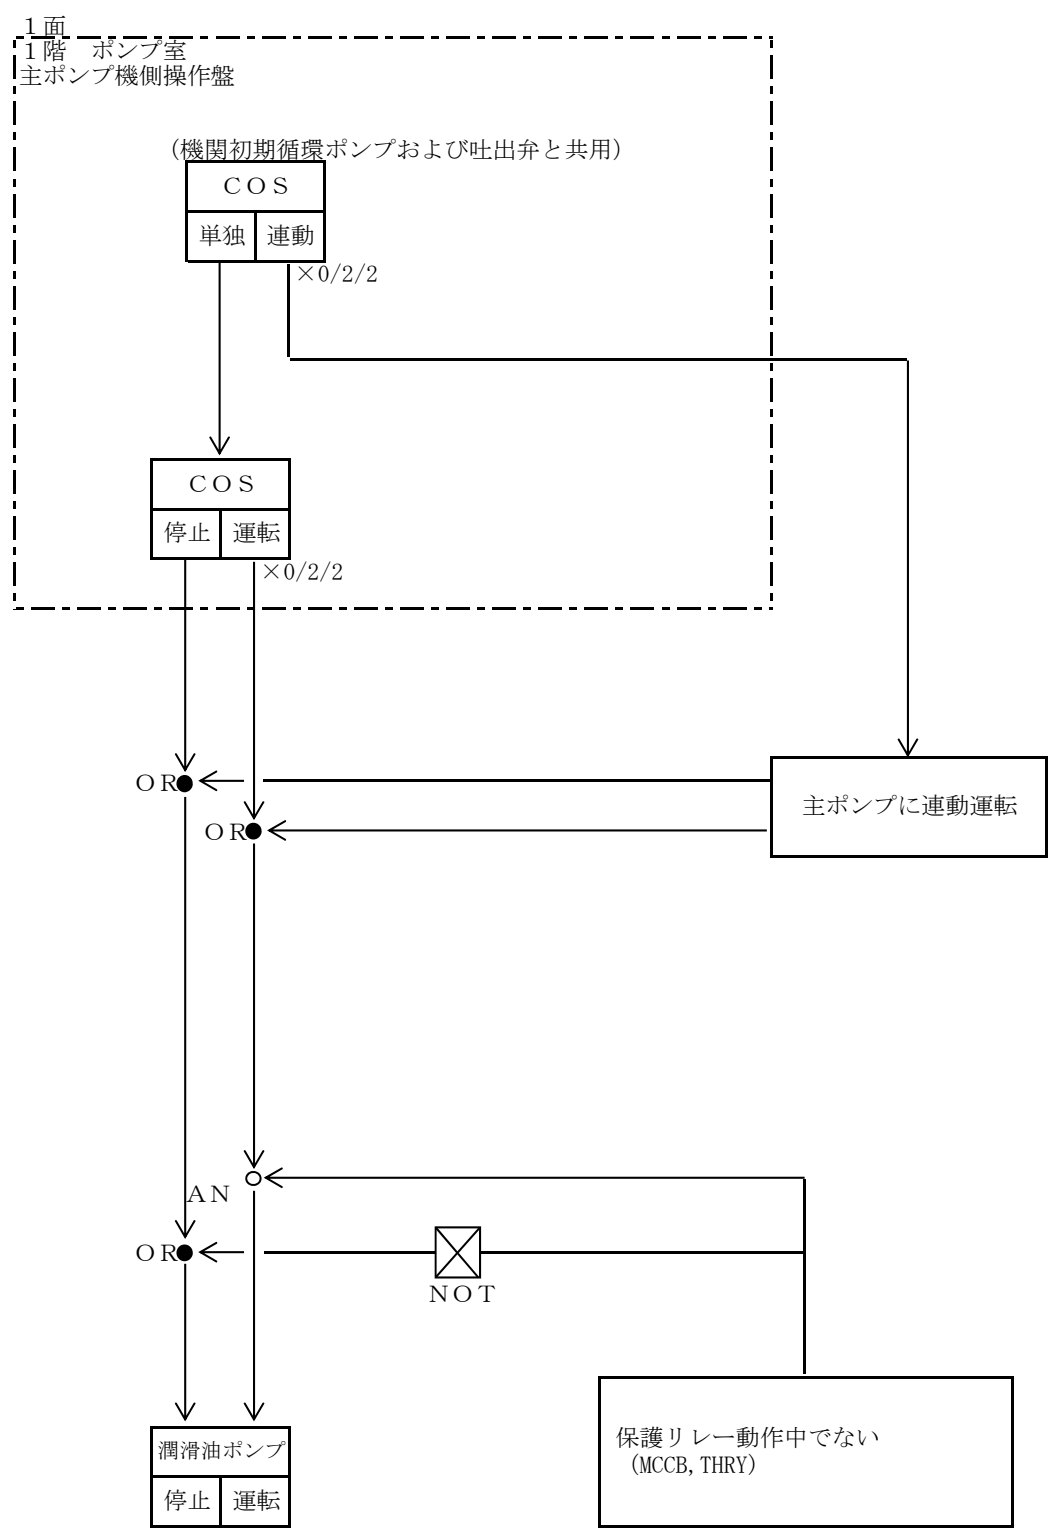 １面
１階　ポンプ室
主ポンプ機側操作盤
(機関初期循環ポンプおよび吐出弁と共用)
ＣＯＳ
単独 連動
×0/2/2
ＣＯＳ
停止 運転
×0/2/2
ＯＲ
主ポンプに連動運転
ＯＲ
ＡＮ
ＯＲ
ＮＯＴ
保護リレー動作中でない
(MCCB,THRY)
潤滑油ポンプ
停止 運転